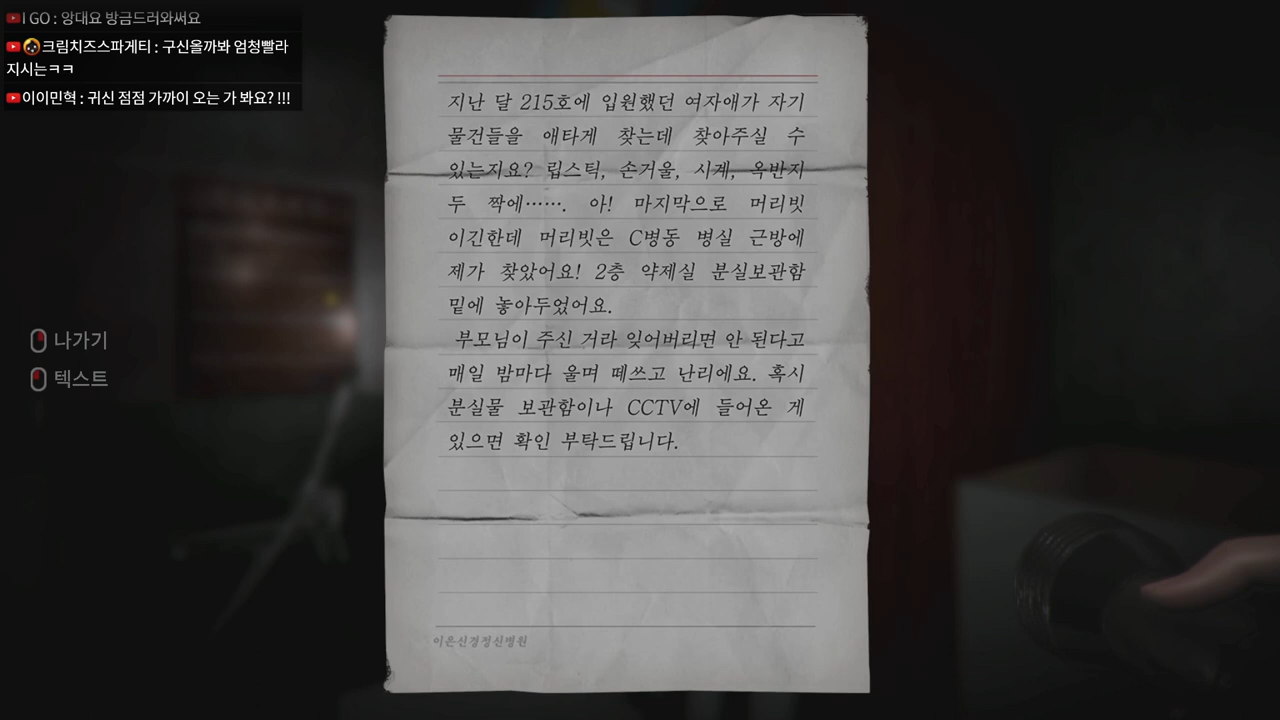 I GO : 앙대요 방금드러와써요
크림치즈스파게티 : 구신올까봐 엄청빨라
지시는ㅋㅋ
이이민혁 : 귀신 점점 가까이 오는 가 봐요? !!!
지난 달 215호에 입원했던 여자애가 자기
물건들을 애타게 찾는데 찾아주실 수
있는지요? 립스틱, 손거울, 시계, 옥반지
두 짝에……. 아! 마지막으로 머리빗
이긴한데 머리빗은 C병동 병실 근방에
제가 찾았어요! 2층 약제실 분실보관함
밑에 놓아두었어요.
부모님이 주신 거라 잊어버리면 안 된다고
매일 밤마다 울며 떼쓰고 난리에요. 혹시
분실물 보관함이나 CCTV에 들어온 게
있으면 확인 부탁드립니다.
나가기
텍스트
이온신경정신병원